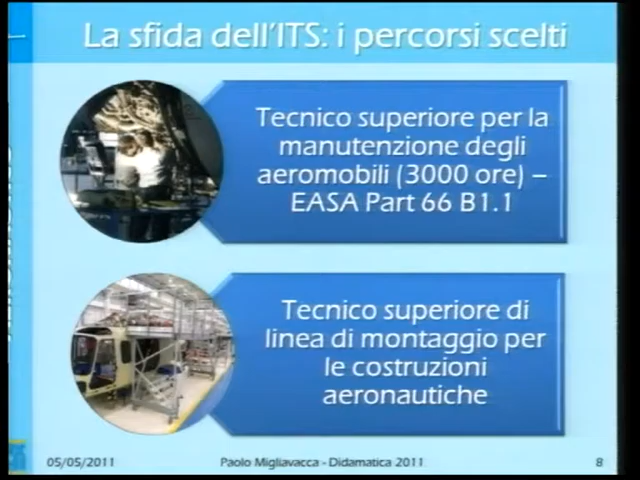 La sfida dell'ITS: i percorsi scelti
Tecnico superiore per la
manutenzione degli
aeromobili (3000 ore) –
EASA Part 66 B1.1
Tecnico superiore di
linea di montaggio per
le costruzioni
aeronautiche
05/05/2011
Paolo Migliavacca - Didamatica 2011
8